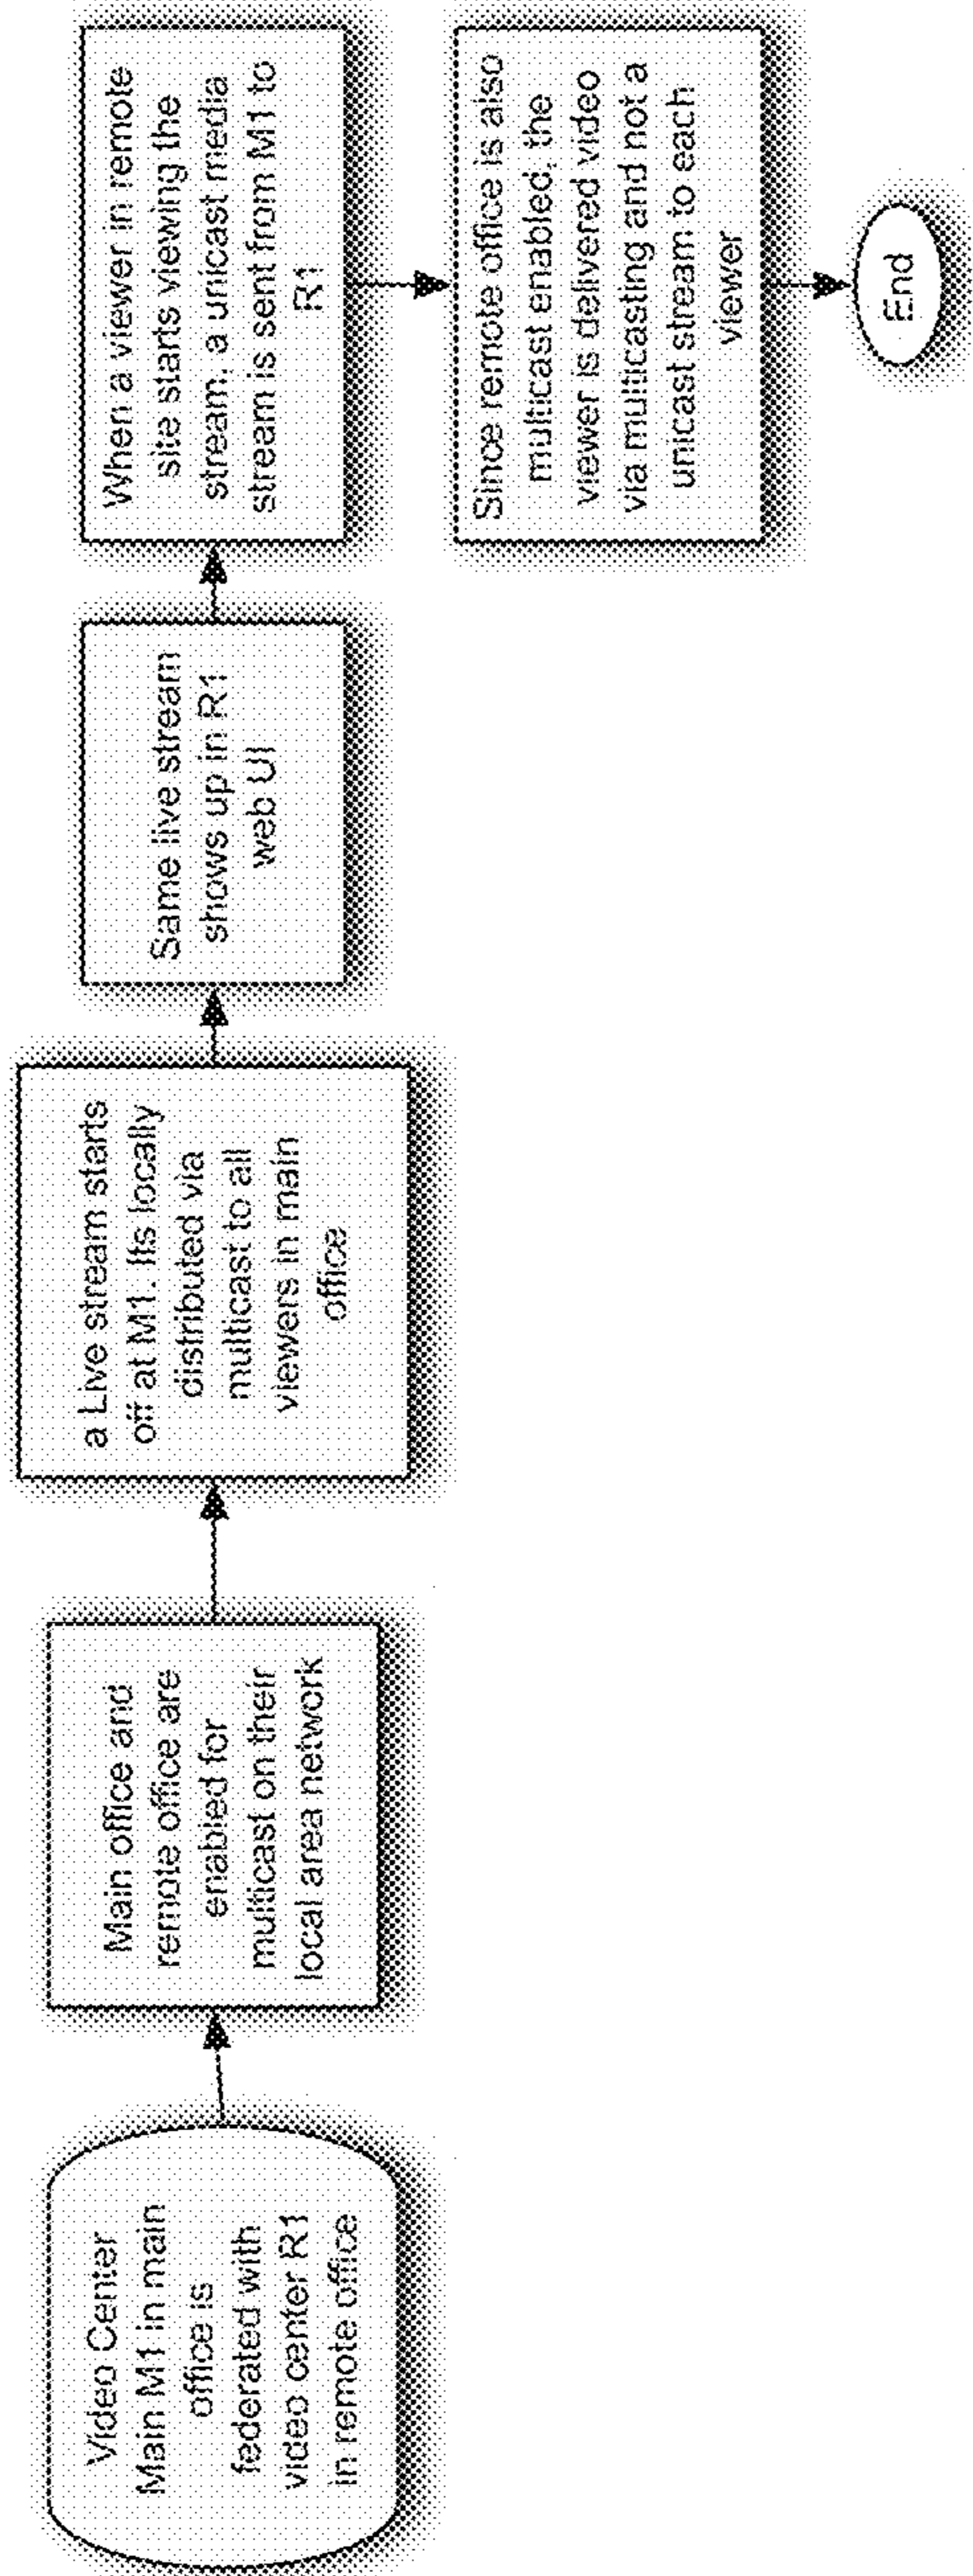 Video Center
Main M1 in main
office is
federated with
video center R1
in remote office
Main office and
remote office are
enabled for
multicast on their
local area network
a Live stream starts
off at M1. Its locally
distributed via
multicast to all
viewers in main
office
Same live stream
shows up in R1
web UI
When a viewer in remote
site starts viewing the
stream, a unicast media
stream is sent from M1 to
R1
Since remote office is also
multicast enabled, the
viewer is delivered video
via multicasting and not a
unicast stream to each
viewer
End